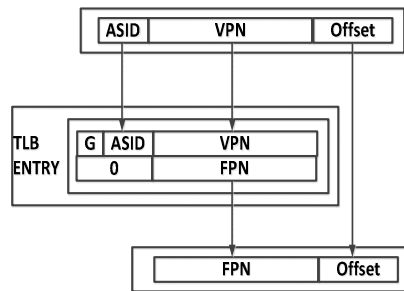 ASID VPN Offset
TLB ENTRY
G ASID VPN
0 FPN
FPN Offset